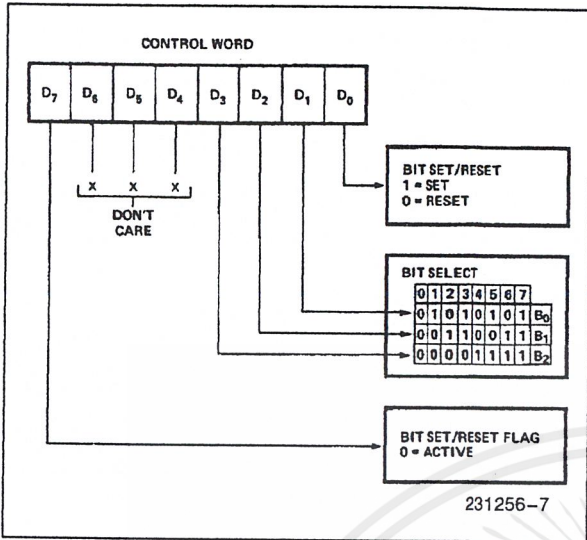 CONTROL WORD
D7 D6 D5 D4 D3 D2 D1 D0
X X X
DON'T
CARE
BIT SET/RESET
1 = SET
0 = RESET
BIT SELECT
0 1 2 3 4 5 6 7
0 1 0 1 0 1 0 1 B0
0 0 1 1 0 0 1 1 B1
0 0 0 0 1 1 1 1 B2
BIT SET/RESET FLAG
0 = ACTIVE
231256–7